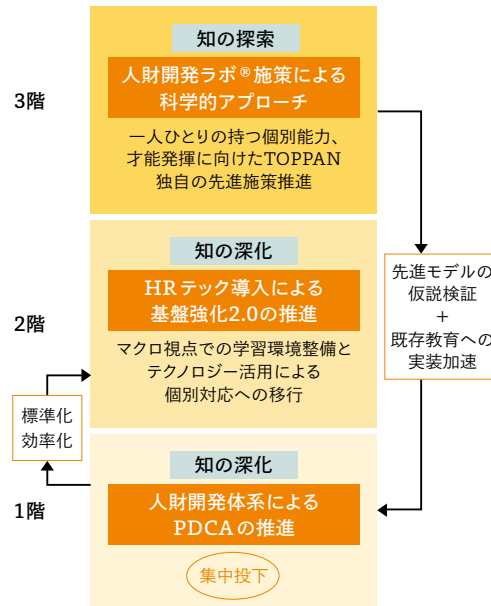 3階
知の探索
人財開発ラボ®施策による
科学的アプローチ
一人ひとりの持つ個別能力、
才能発揮に向けたTOPPAN
独自の先進施策推進
2階
知の深化
HRテック導入による
基盤強化2.0の推進
マクロ視点での学習環境整備と
テクノロジー活用による
個別対応への移行
先進モデルの
仮説検証
+
既存教育への
実装加速
標準化
効率化
1階
知の深化
人財開発体系による
PDCAの推進
集中投下